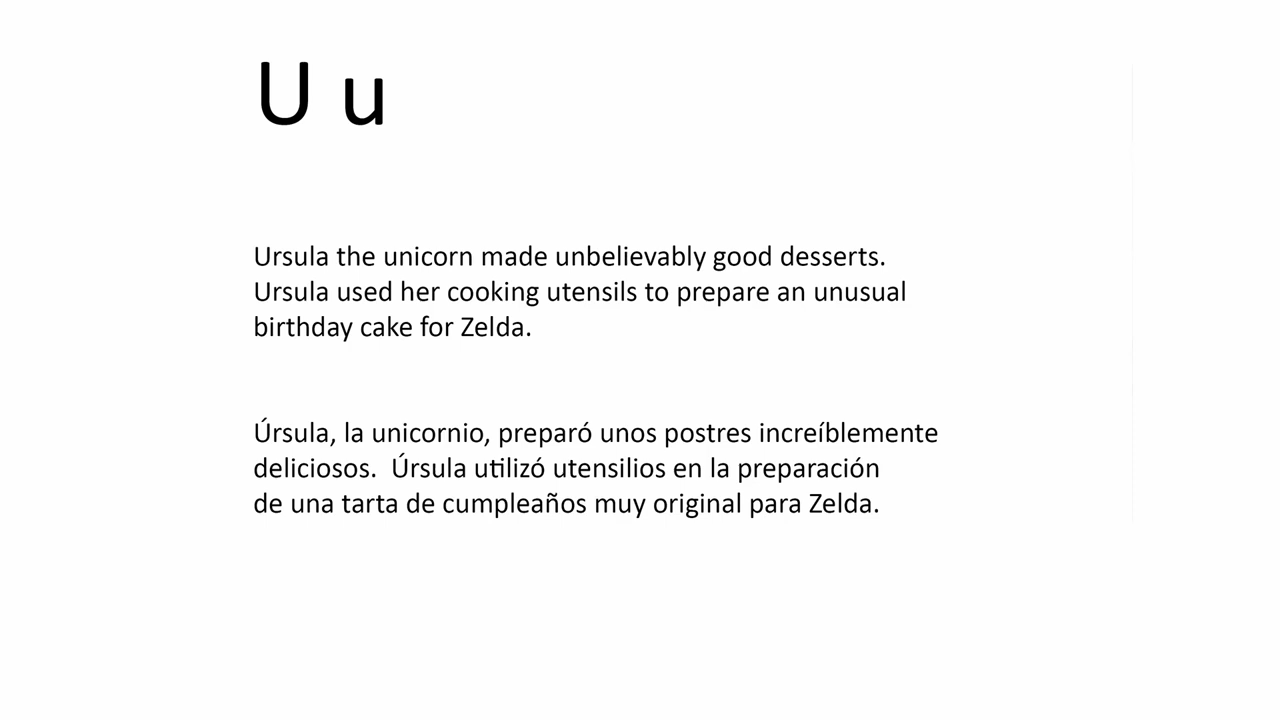 U u
Ursula the unicorn made unbelievably good desserts.
Ursula used her cooking utensils to prepare an unusual
birthday cake for Zelda.
Úrsula, la unicornio, preparó unos postres increíblemente
deliciosos.  Úrsula utilizó utensilios en la preparación
de una tarta de cumpleaños muy original para Zelda.